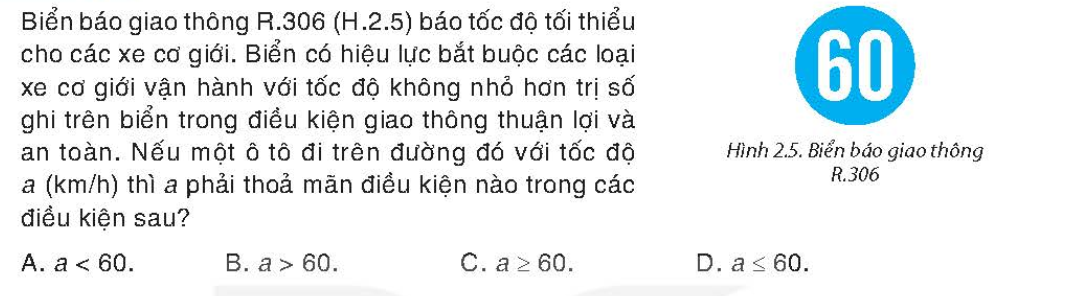 Biển báo giao thông R.306 (H.2.5) báo tốc độ tối thiểu
cho các xe cơ giới. Biển có hiệu lực bắt buộc các loại
xe cơ giới vận hành với tốc độ không nhỏ hơn trị số
ghi trên biển trong điều kiện giao thông thuận lợi và
an toàn. Nếu một ô tô đi trên đường đó với tốc độ
a (km/h) thì a phải thoả mãn điều kiện nào trong các
điều kiện sau?
60
Hình 2.5. Biển báo giao thông
R.306
A. a < 60. B. a > 60. C. a ≥ 60. D. a ≤ 60.